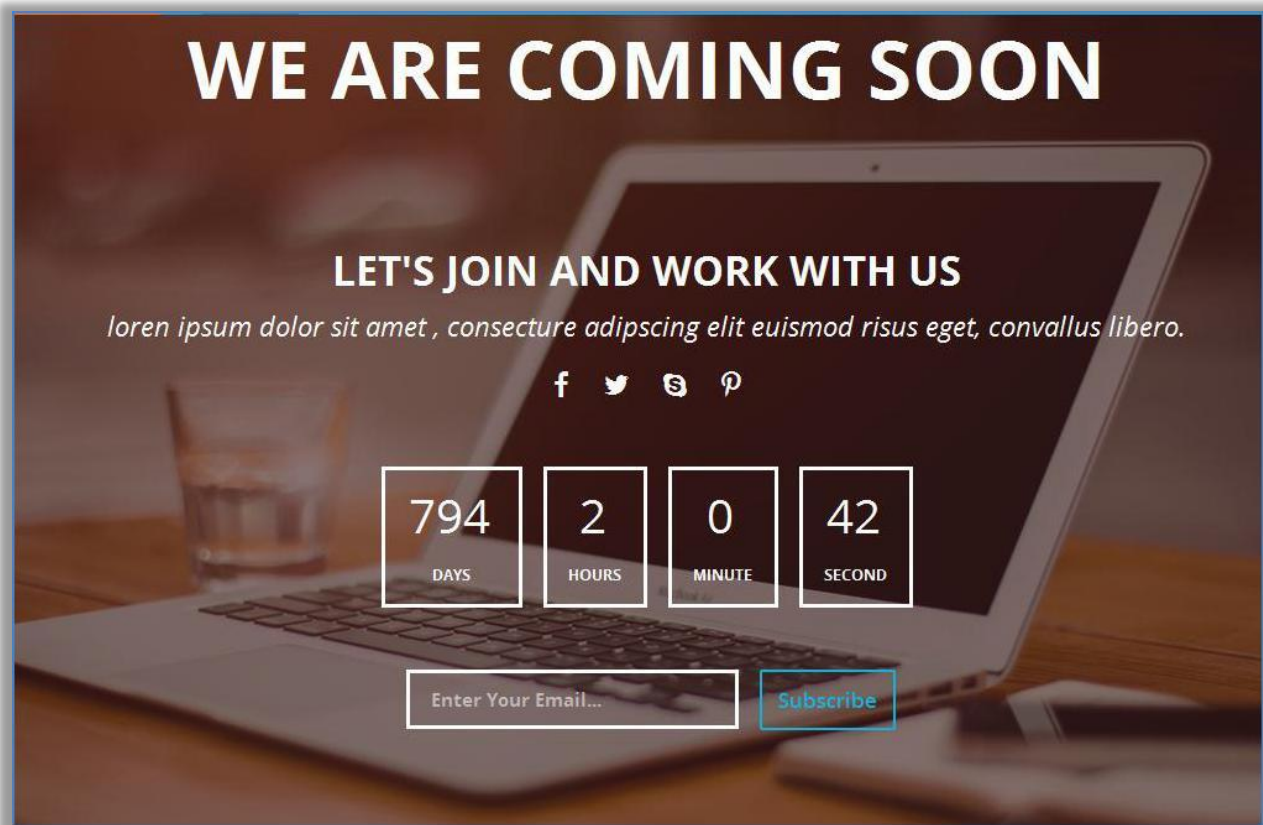 WE ARE COMING SOON
LET'S JOIN AND WORK WITH US
loren ipsum dolor sit amet , consecture adipscing elit euismod risus eget, convallus libero.
794 2 0 42
DAYS HOURS MINUTE SECOND
Enter Your Email... Subscribe